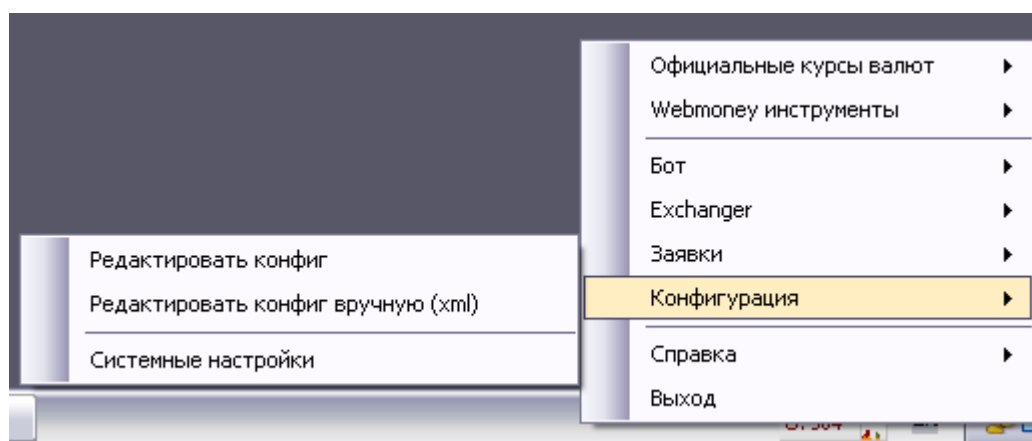 Официальные курсы валют
Webmoney инструменты
Бот
Exchanger
Заявки
Конфигурация
Справка
Выход
Редактировать конфиг
Редактировать конфиг вручную (xml)
Системные настройки